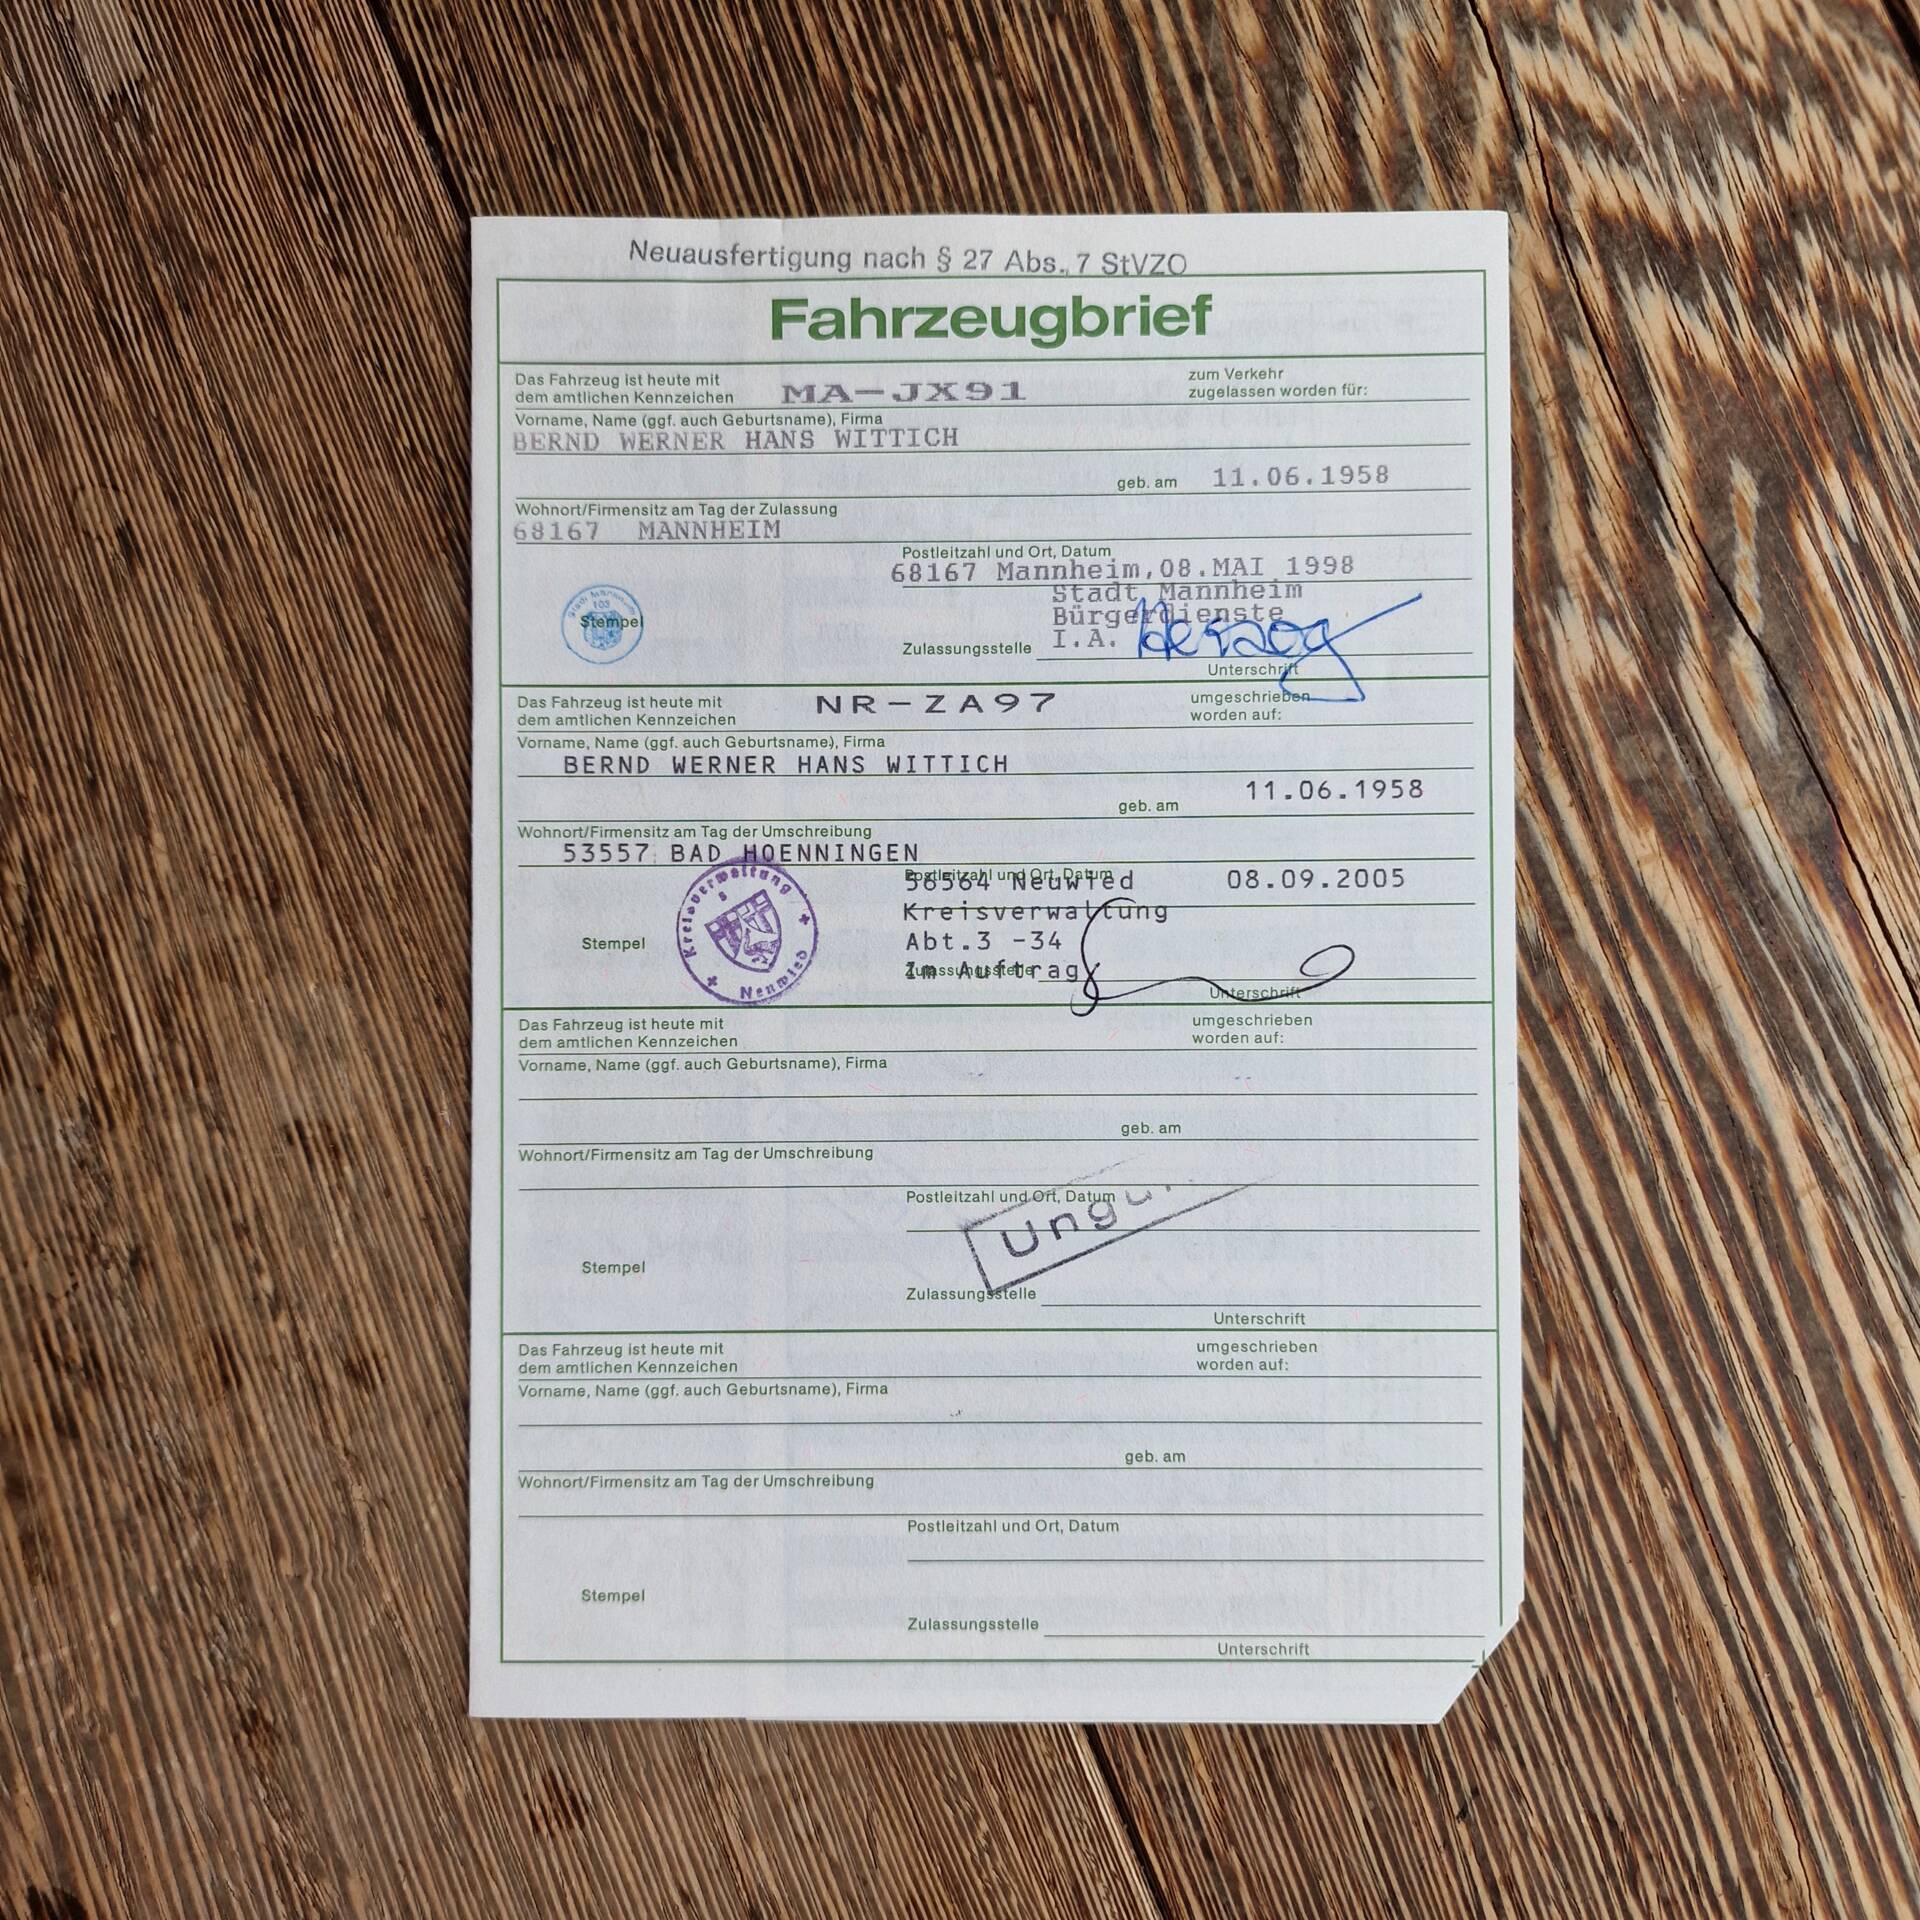 Neuausfertigung nach § 27 Abs. 7 StVZO
Fahrzeugbrief
Das Fahrzeug ist heute mit
dem amtlichen Kennzeichen
MA-JX91
zum Verkehr
zugelassen worden für:
Vorname, Name (ggf. auch Geburtsname), Firma
BERND WERNER HANS WITTICH
geb. am 11.06.1958
Wohnort/Firmensitz am Tag der Zulassung
68167 MANNHEIM
Postleitzahl und Ort, Datum
68167 Mannheim, 08. MAI 1998
Stadt Mannheim
Bürgerdienste
I.A. Herzog
Stadt Mannheim
103
Stempel
Zulassungsstelle
Unterschrift
Das Fahrzeug ist heute mit
dem amtlichen Kennzeichen
NR-ZA97
umgeschrieben
worden auf:
Vorname, Name (ggf. auch Geburtsname), Firma
BERND WERNER HANS WITTICH
11.06.1958
geb. am
Wohnort/Firmensitz am Tag der Umschreibung
53557 BAD HOENNINGEN
Postleitzahl und Ort, Datum
56564 Neuwied 08.09.2005
Kreisverwaltung
Abt.3 -34
Im Auftrag
Kreisverwaltung
5
Neuwied
Stempel
Zulassungsstelle
Unterschrift
Das Fahrzeug ist heute mit
dem amtlichen Kennzeichen
umgeschrieben
worden auf:
Vorname, Name (ggf. auch Geburtsname), Firma
geb. am
Wohnort/Firmensitz am Tag der Umschreibung
Postleitzahl und Ort, Datum
Stempel
Zulassungsstelle
Unterschrift
Das Fahrzeug ist heute mit
dem amtlichen Kennzeichen
umgeschrieben
worden auf:
Vorname, Name (ggf. auch Geburtsname), Firma
geb. am
Wohnort/Firmensitz am Tag der Umschreibung
Postleitzahl und Ort, Datum
Stempel
Zulassungsstelle
Unterschrift